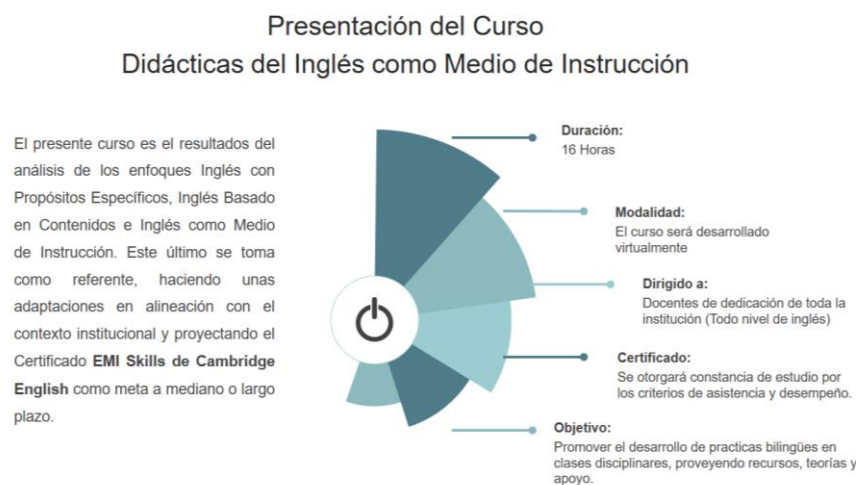 Presentación del Curso
Didácticas del Inglés como Medio de Instrucción
El presente curso es el resultados del
análisis de los enfoques Inglés con
Propósitos Específicos, Inglés Basado
en Contenidos e Inglés como Medio
de Instrucción. Este último se toma
como referente, haciendo unas
adaptaciones en alineación con el
contexto institucional y proyectando el
Certificado EMI Skills de Cambridge
English como meta a mediano o largo
plazo.
Duración:
16 Horas
Modalidad:
El curso será desarrollado
virtualmente
Dirigido a:
Docentes de dedicación de toda la
institución (Todo nivel de inglés)
Certificado:
Se otorgará constancia de estudio por
los criterios de asistencia y desempeño.
Objetivo:
Promover el desarrollo de practicas bilingües en
clases disciplinares, proveyendo recursos, teorías y
apoyo.